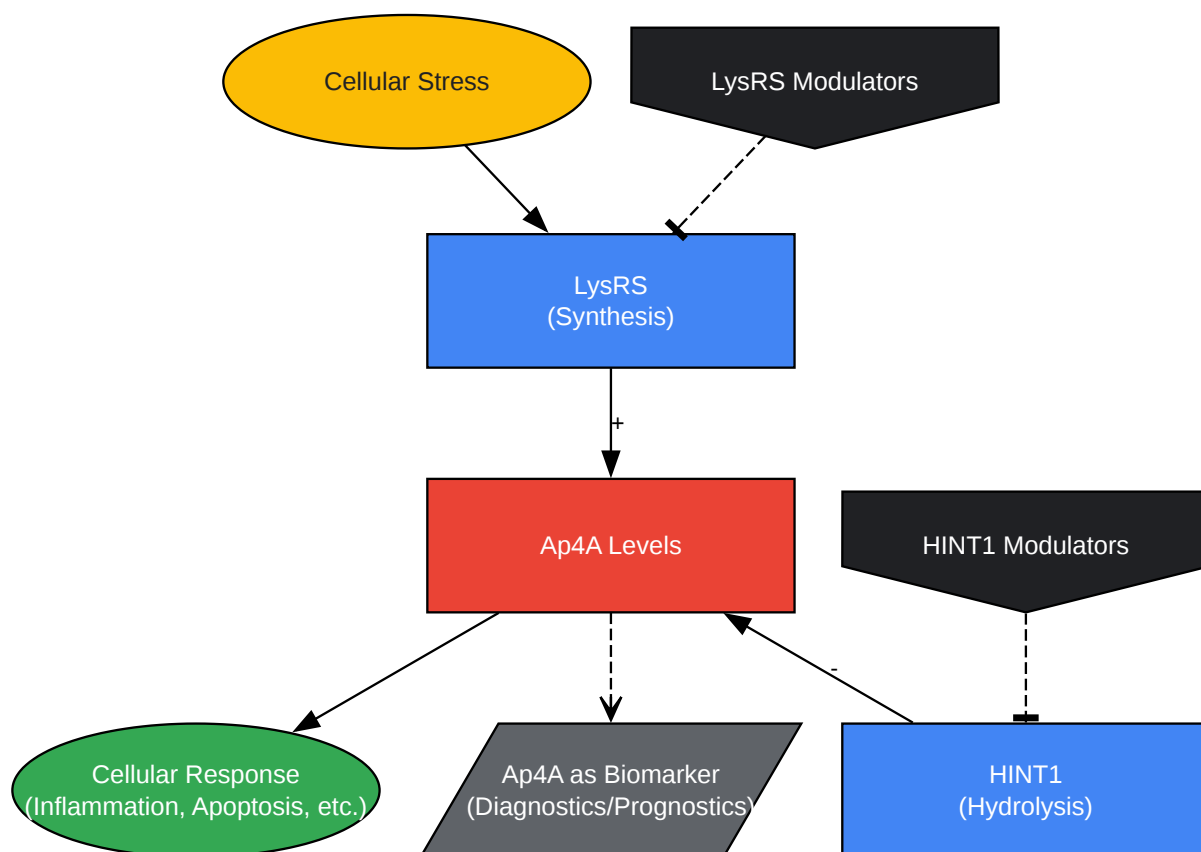 Cellular Stress
LysRS Modulators
LysRS
(Synthesis)
+
Ap4A Levels
HINT1 Modulators
-
Cellular Response
(Inflammation, Apoptosis, etc.)
Ap4A as Biomarker
(Diagnostics/Prognostics)
HINT1
(Hydrolysis)